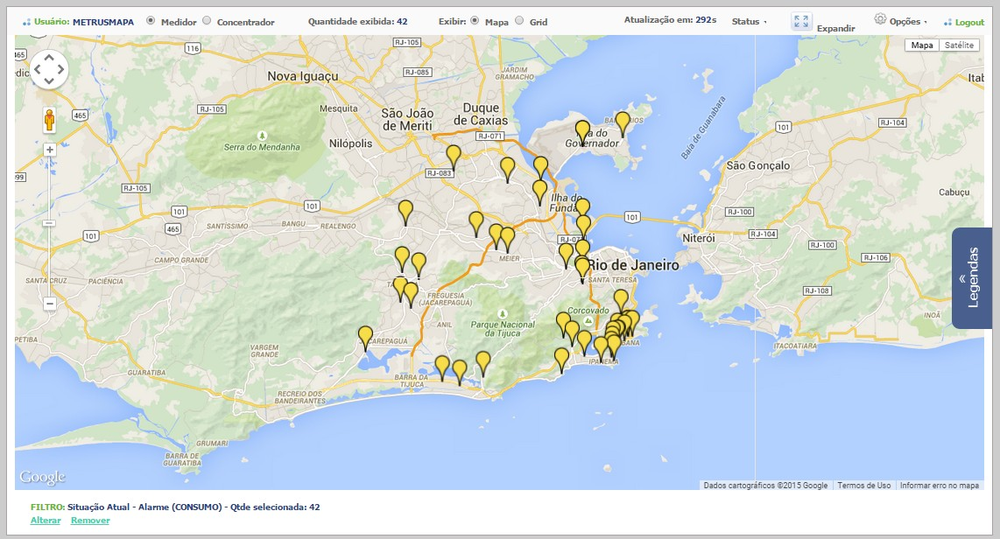 Usuário: METRUSMAPA Medidor Concentrador Quantidade exibida: 42 Exibir: Mapa Grid Atualização em: 292s Status Expandir Opções Logout
Mapa Satélite
116
RJ-105
465
Nova Iguaçu
RJ-085
JARDIM
GRAMACHO
Itab
RJ-105
Mesquita
São João
de Meriti
Duque
de Caxias
465
101
RJ-104
RJ-071
Governador
Serra do Mendanha
Nilópolis
Baía de Guanabara
São Gonçalo
RJ-083
99
RJ-105
Cabuçu
101
101
Ilha do
RJ-100
101
465
SANTÍSSIMO
BANGU
REALENGO
101
RJ-104
Niterói
RJ-100
RJ-106
CAMPO GRANDE
MEIER
Rio de Janeiro
SANTA CRUZ
PACIÊNCIA
SANTA TERESA
RJ-108
FREGUESIA
(JACAREPAGUÁ)
Corcovado
INOÃ
Parque Nacional
da Tijuca
ANIL
VARGEM
GRANDE
ITACOATIARA
IPANEMA
GUARATIBA
BARRA DA
TIJUCA
RECREIO DOS
BANDEIRANTES
GRUMARI
BARRA DE
GUARATIBA
Legendas
Google
Dados cartográficos ©2015 Google Termos de Uso Informar erro no mapa
FILTRO: Situação Atual - Alarme (CONSUMO) - Qtde selecionada: 42
Alterar Remover